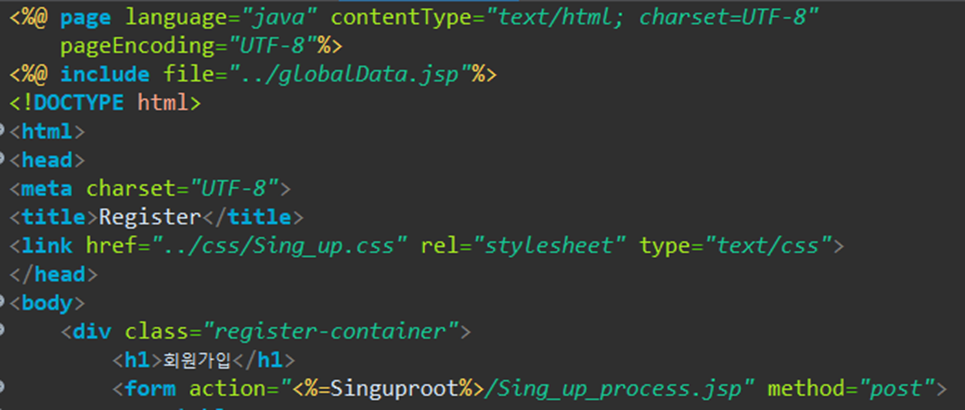 <%@ page language="java" contentType="text/html; charset=UTF-8"
    pageEncoding="UTF-8"%>
<%@ include file="../globalData.jsp"%>
<!DOCTYPE html>
<html>
<head>
<meta charset="UTF-8">
<title>Register</title>
<link href="../css/Sing_up.css" rel="stylesheet" type="text/css">
</head>
<body>
    <div class="register-container">
        <h1>회원가입</h1>
        <form action="<%=Singuproot%>/Sing_up_process.jsp" method="post">